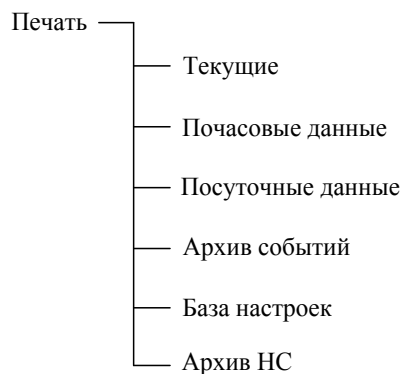 Печать
Текущие
Почасовые данные
Посуточные данные
Архив событий
База настроек
Архив НС